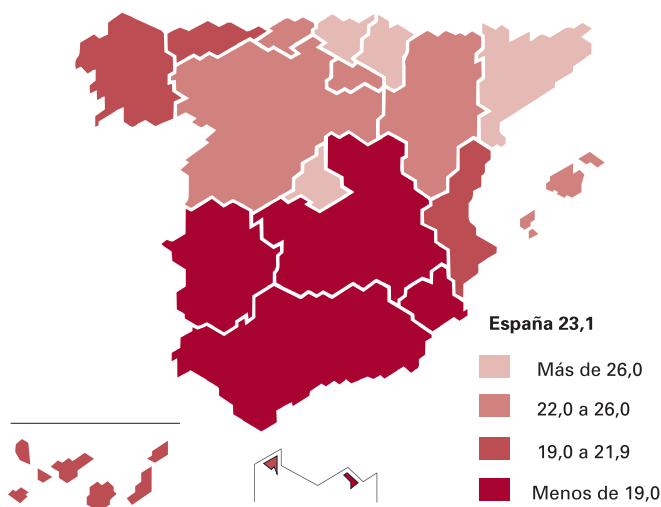 España 23,1
Más de 26,0
22,0 a 26,0
19,0 a 21,9
Menos de 19,0